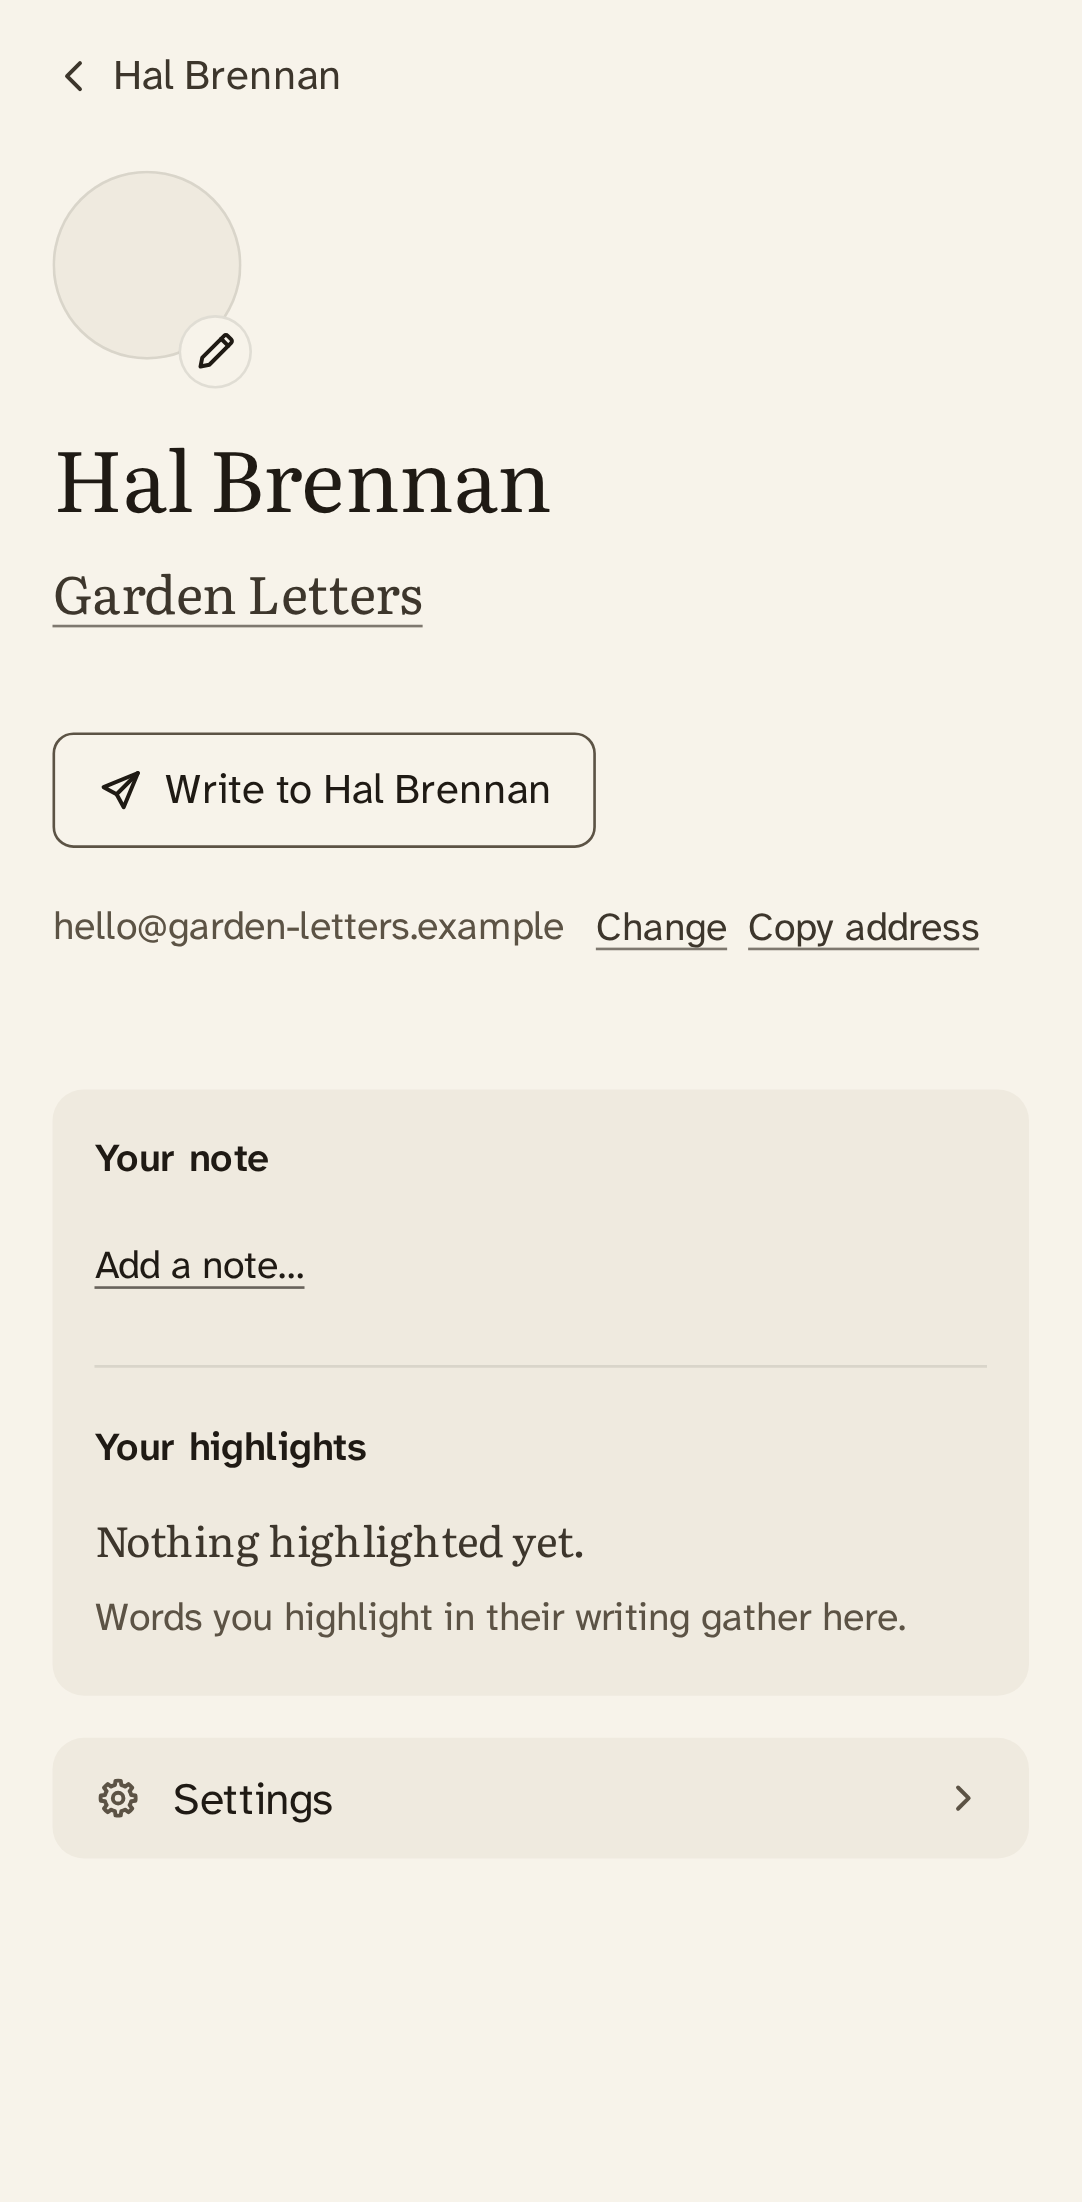 Hal Brennan
Hal Brennan
Garden Letters
Write to Hal Brennan
hello@garden-letters.example Change Copy address
Your note
Add a note...
Your highlights
Nothing highlighted yet.
Words you highlight in their writing gather here.
Settings